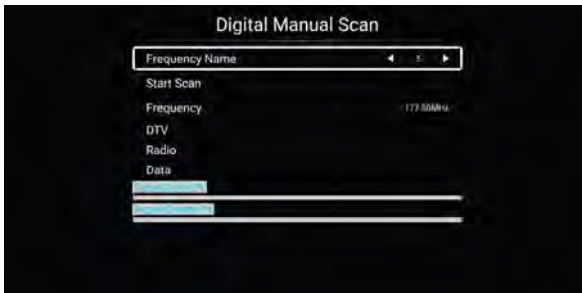 Digital Manual Scan
Frequency Name 5
Start Scan
Frequency 177.50MHz
DTV
Radio
Data